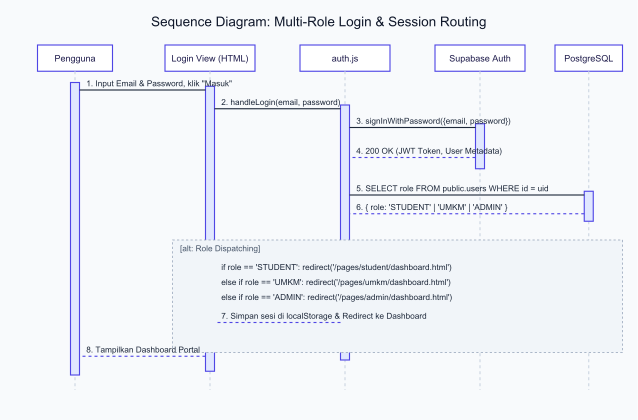 Sequence Diagram: Multi-Role Login & Session Routing
Pengguna
Login View (HTML)
auth.js
Supabase Auth
PostgreSQL
1. Input Email & Password, klik "Masuk"
2. handleLogin(email, password)
3. signInWithPassword({email, password})
4. 200 OK (JWT Token, User Metadata)
5. SELECT role FROM public.users WHERE id = uid
6. { role: 'STUDENT' | 'UMKM' | 'ADMIN' }
[alt: Role Dispatching]
if role == 'STUDENT': redirect('/pages/student/dashboard.html')
else if role == 'UMKM': redirect('/pages/umkm/dashboard.html')
else if role == 'ADMIN': redirect('/pages/admin/dashboard.html')
7. Simpan sesi di localStorage & Redirect ke Dashboard
8. Tampilkan Dashboard Portal